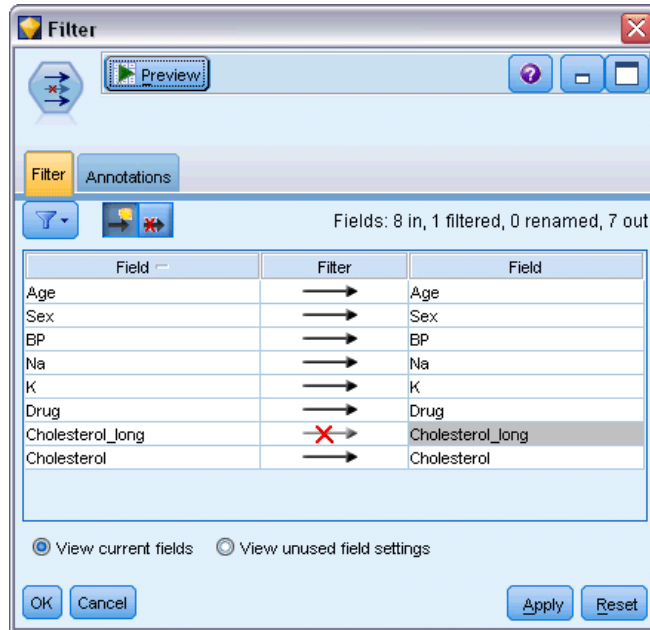 Filter
Preview
?
Filter
Annotations
Fields: 8 in, 1 filtered, 0 renamed, 7 out
Field Filter Field
Age Age
Sex Sex
BP BP
Na Na
K K
Drug Drug
Cholesterol_long Cholesterol_long
Cholesterol Cholesterol
View current fields View unused field settings
OK Cancel Apply Reset